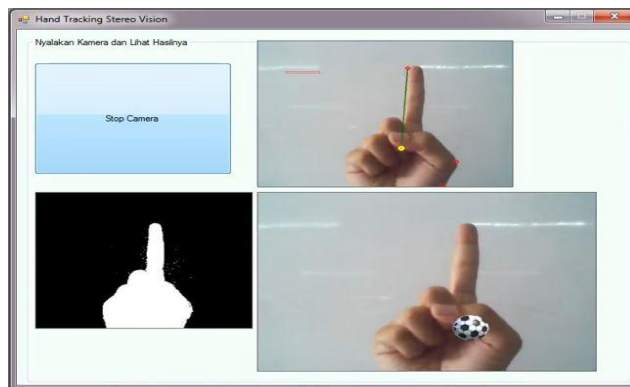 Hand Tracking Stereo Vision
Nyalakan Kamera dan Lihat Hasilnya
Stop Camera